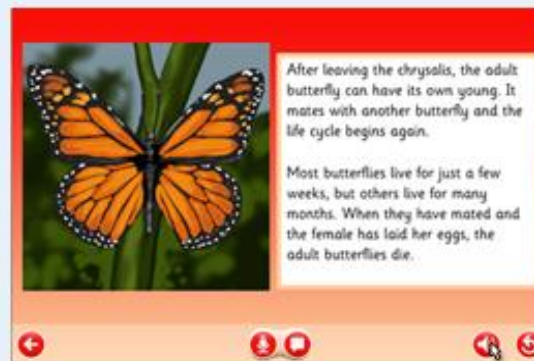 After leaving the chrysalis, the adult
butterfly can have its own young. It
mates with another butterfly and the
life cycle begins again.
Most butterflies live for just a few
weeks, but others live for many
months. When they have mated and
the female has laid her eggs, the
adult butterflies die.